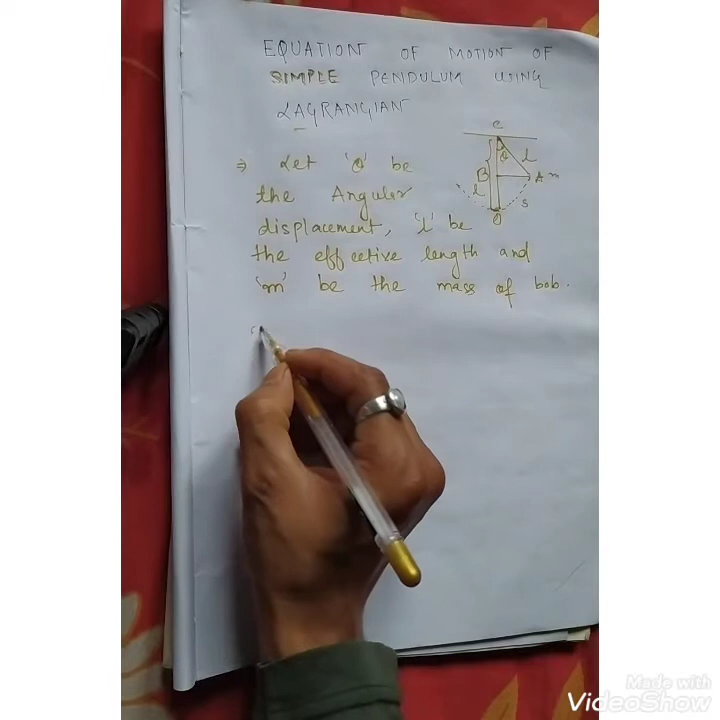 EQUATION OF MOTION OF
SIMPLE PENDULUM USING
LAGRANGIAN
C
θ l
B A m
l s
O
⇒ Let 'θ' be
the Angular
displacement, 'l' be
the effective length and
'm' be the mass of bob.
Made with
VideoShow